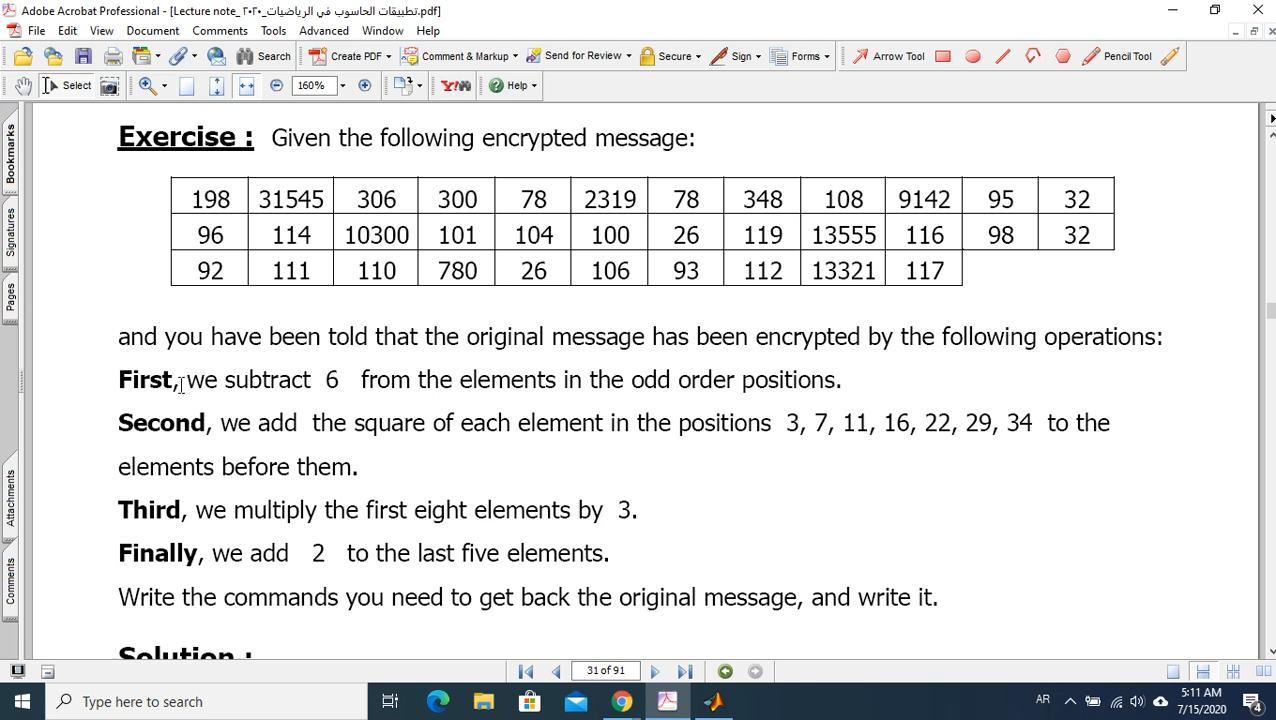 Adobe Acrobat Professional - [Lecture note_ ٢٠٢٠_تطبيقات الحاسوب في الرياضيات.pdf]
File Edit View Document Comments Tools Advanced Window Help
Search Create PDF Comment & Markup Send for Review Secure Sign Forms Arrow Tool Pencil Tool
Select 160% Y! Help
Bookmarks
Signatures
Pages
Attachments
Comments
Exercise : Given the following encrypted message:
198 31545 306 300 78 2319 78 348 108 9142 95 32
96 114 10300 101 104 100 26 119 13555 116 98 32
92 111 110 780 26 106 93 112 13321 117
and you have been told that the original message has been encrypted by the following operations:
First, we subtract 6 from the elements in the odd order positions.
Second, we add the square of each element in the positions 3, 7, 11, 16, 22, 29, 34 to the
elements before them.
Third, we multiply the first eight elements by 3.
Finally, we add 2 to the last five elements.
Write the commands you need to get back the original message, and write it.
Solution :
31 of 91
Type here to search
AR
5:11 AM
7/15/2020
4